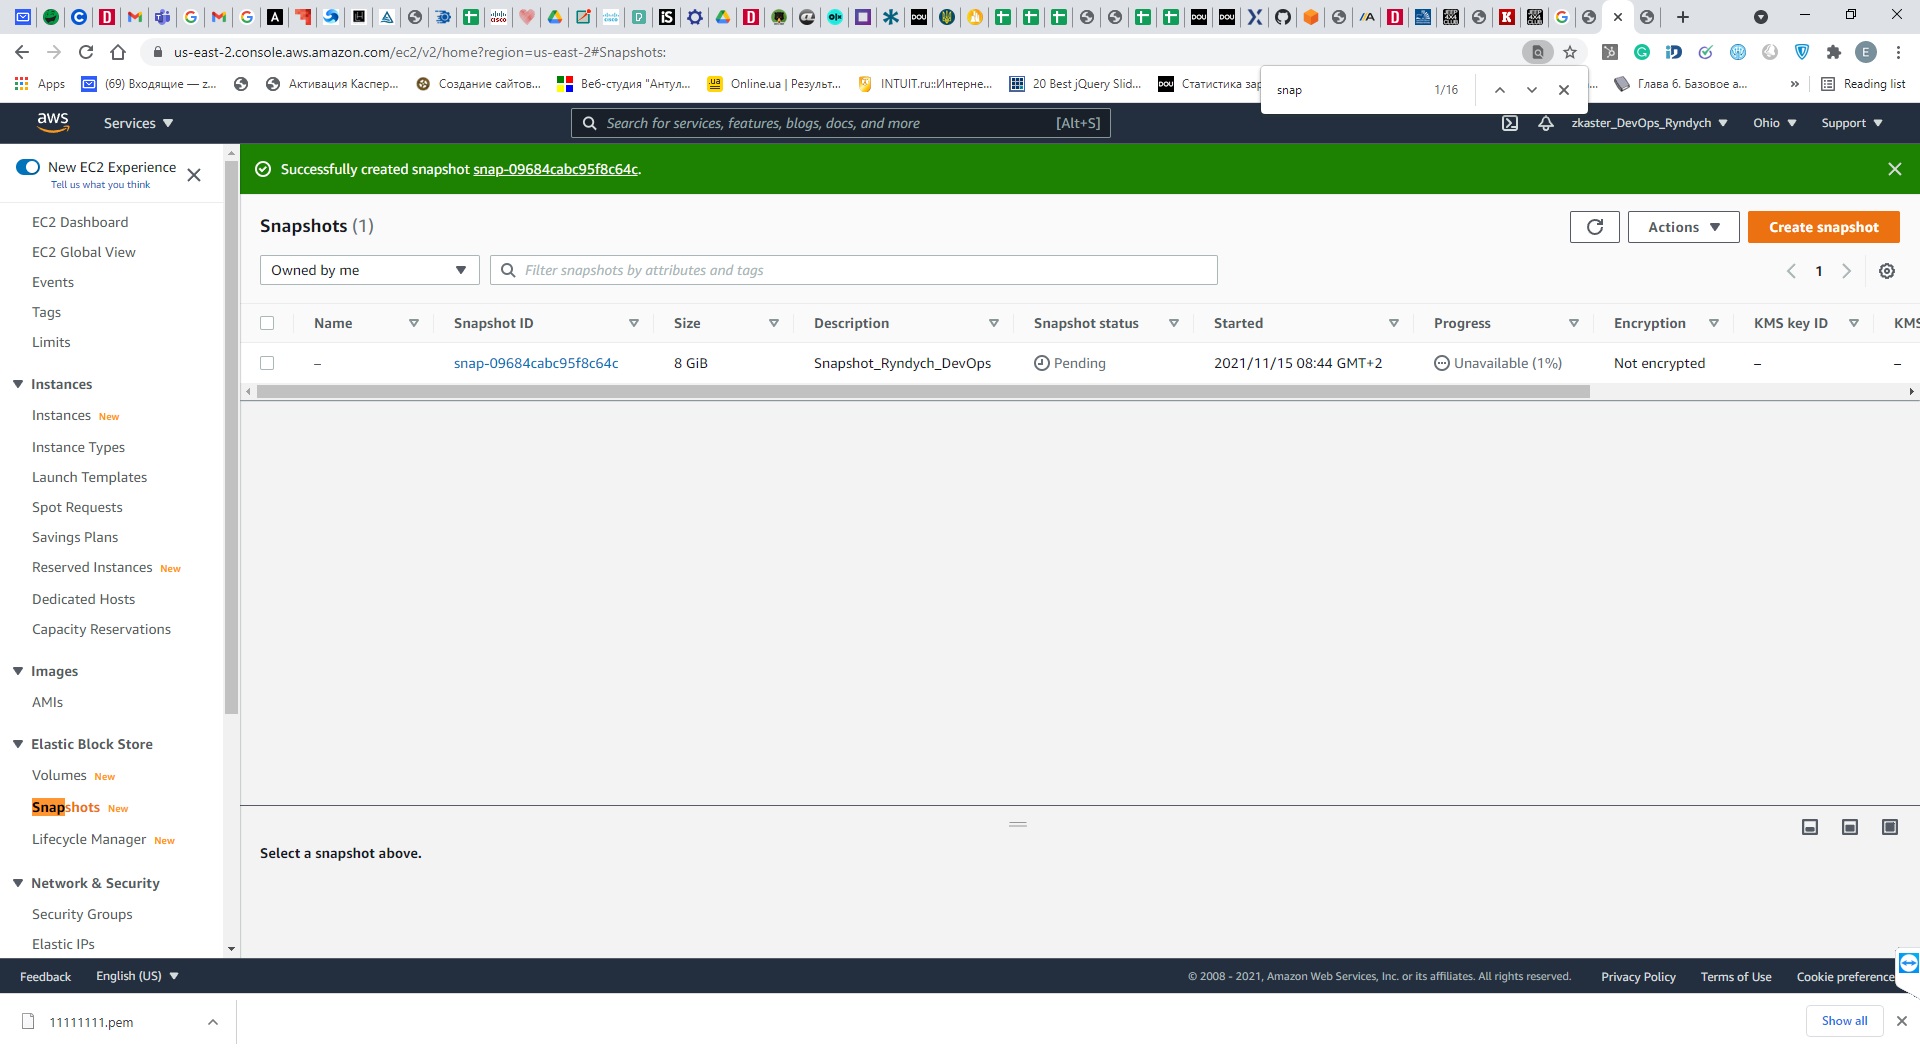 us-east-2.console.aws.amazon.com/ec2/v2/home?region=us-east-2#Snapshots:
E
Apps
(69) Входящие — z...
Активация Каспер...
Создание сайтов...
Веб-студия "Антул...
Online.ua | Результ...
INTUIT.ru::Интерне...
20 Best jQuery Slid...
Статистика зар
Глава 6. Базовое а...
»
Reading list
snap
1/16
aws
Services
Search for services, features, blogs, docs, and more
[Alt+S]
zkaster_DevOps_Ryndych
Ohio
Support
New EC2 Experience
Tell us what you think
Successfully created snapshot snap-09684cabc95f8c64c.
EC2 Dashboard
EC2 Global View
Events
Tags
Limits
Instances
Instances New
Instance Types
Launch Templates
Spot Requests
Savings Plans
Reserved Instances New
Dedicated Hosts
Capacity Reservations
Images
AMIs
Elastic Block Store
Volumes New
Snapshots New
Lifecycle Manager New
Network & Security
Security Groups
Elastic IPs
Snapshots (1)
Actions
Create snapshot
Owned by me
Filter snapshots by attributes and tags
1
Name Snapshot ID Size Description Snapshot status Started Progress Encryption KMS key ID KMS
– snap-09684cabc95f8c64c 8 GiB Snapshot_Ryndych_DevOps Pending 2021/11/15 08:44 GMT+2 Unavailable (1%) Not encrypted – –
Select a snapshot above.
Feedback
English (US)
© 2008 - 2021, Amazon Web Services, Inc. or its affiliates. All rights reserved.
Privacy Policy
Terms of Use
Cookie preference
11111111.pem
Show all